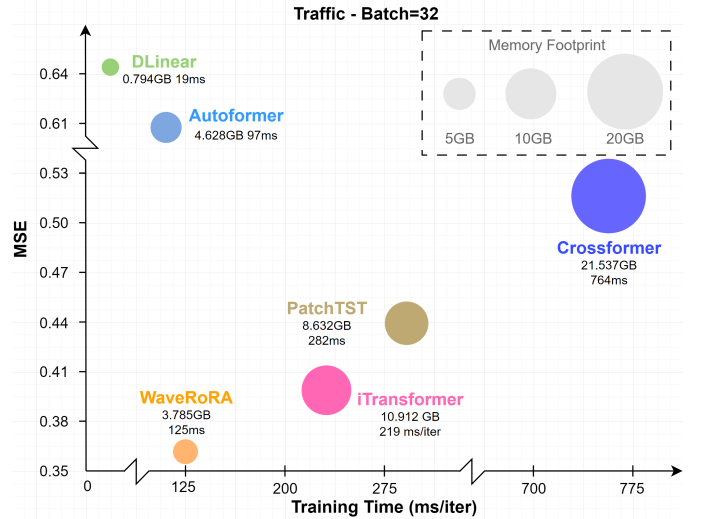 Traffic - Batch=32
Memory Footprint
5GB
10GB
20GB
DLinear
0.794GB 19ms
Autoformer
4.628GB 97ms
Crossformer
21.537GB
764ms
PatchTST
8.632GB
282ms
iTransformer
10.912 GB
219 ms/iter
WaveRoRA
3.785GB
125ms
MSE
0.64
0.61
0.53
0.50
0.47
0.44
0.41
0.38
0.35
0
125
200
275
700
775
Training Time (ms/iter)